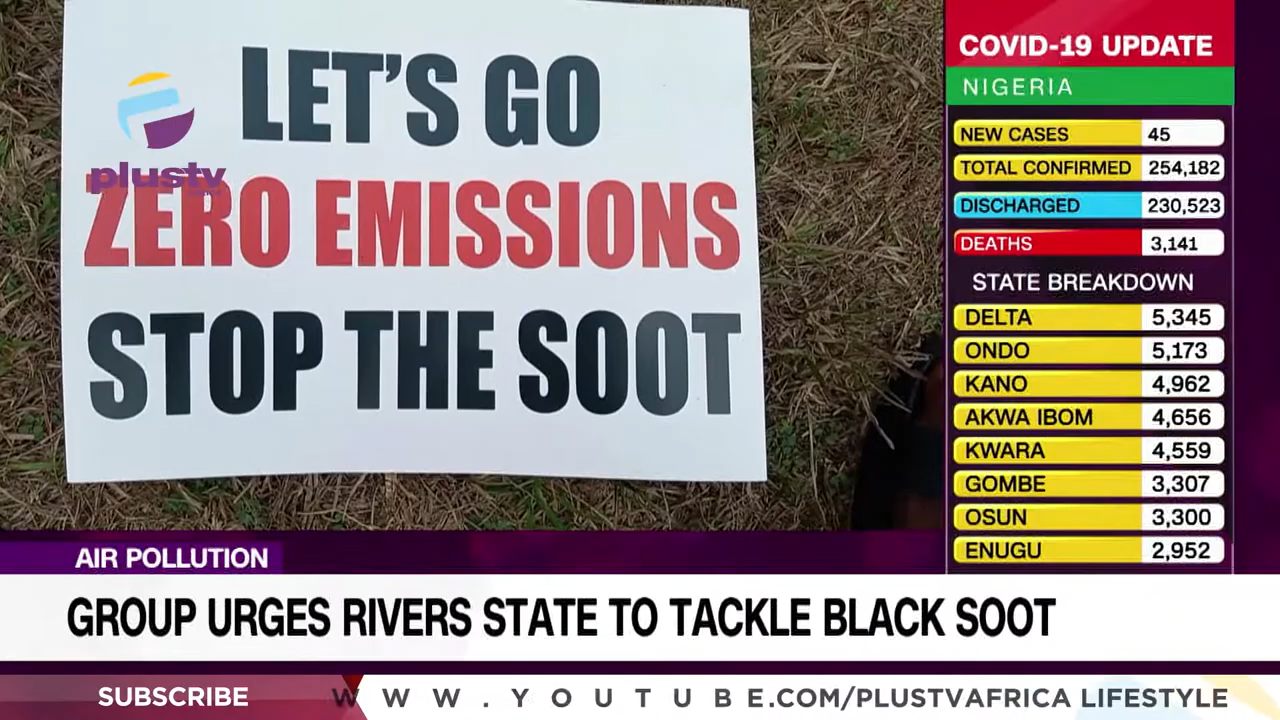 LET'S GO
ZERO EMISSIONS
STOP THE SOOT
plustv
COVID-19 UPDATE
NIGERIA
NEW CASES 45
TOTAL CONFIRMED 254,182
DISCHARGED 230,523
DEATHS 3,141
STATE BREAKDOWN
DELTA 5,345
ONDO 5,173
KANO 4,962
AKWA IBOM 4,656
KWARA 4,559
GOMBE 3,307
OSUN 3,300
ENUGU 2,952
AIR POLLUTION
GROUP URGES RIVERS STATE TO TACKLE BLACK SOOT
SUBSCRIBE WWW.YOUTUBE.COM/PLUSTVAFRICA LIFESTYLE